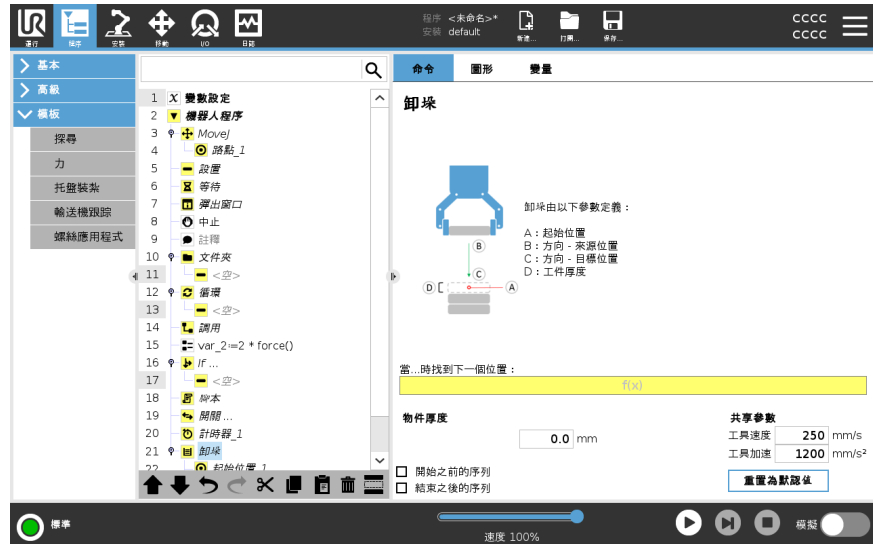 程序 <未命名>*
安裝 default
CCCC
CCCC
運行
程序
安裝
移動
I/O
日誌
新建...
打開...
保存...
基本
高級
模板
探尋
力
托盤裝紮
輸送機跟踪
螺絲應用程式
1 X 變數設定
2 機器人程序
3 MoveJ
4 路點_1
5 設置
6 等待
7 彈出窗口
8 中止
9 註釋
10 文件夾
11 <空>
12 循環
13 <空>
14 調用
15 var_2≔2 * force()
16 If ...
17 <空>
18 腳本
19 開關 ...
20 計時器_1
21 卸垛
22 起始位置_1
命令 圖形 變量
卸垛
B
C
D
A
卸垛由以下參數定義：
A：起始位置
B：方向 - 來源位置
C：方向 - 目標位置
D：工件厚度
當...時找到下一個位置：
f(x)
物件厚度
0.0 mm
共享參數
工具速度 250 mm/s
工具加速 1200 mm/s²
重置為默認值
開始之前的序列
結束之後的序列
標準
速度 100%
模擬